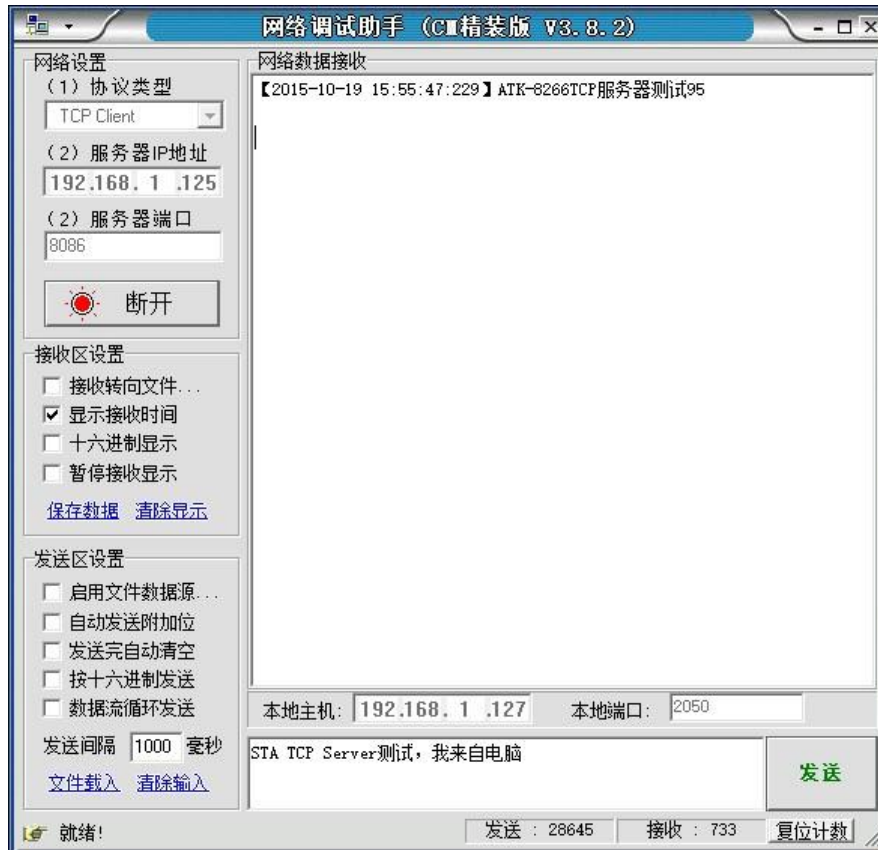 网络调试助手 (CM精装版 V3.8.2)
网络设置
(1) 协议类型
TCP Client
(2) 服务器IP地址
192.168. 1 .125
(2) 服务器端口
8086
断开
接收区设置
接收转向文件...
显示接收时间
十六进制显示
暂停接收显示
保存数据 清除显示
发送区设置
启用文件数据源...
自动发送附加位
发送完自动清空
按十六进制发送
数据流循环发送
发送间隔 1000 毫秒
文件载入 清除输入
网络数据接收
【2015-10-19 15:55:47:229】ATK-8266TCP服务器测试95
本地主机: 192.168. 1 .127 本地端口: 2050
STA TCP Server测试，我来自电脑
发送
就绪!
发送 : 28645 接收 : 733 复位计数